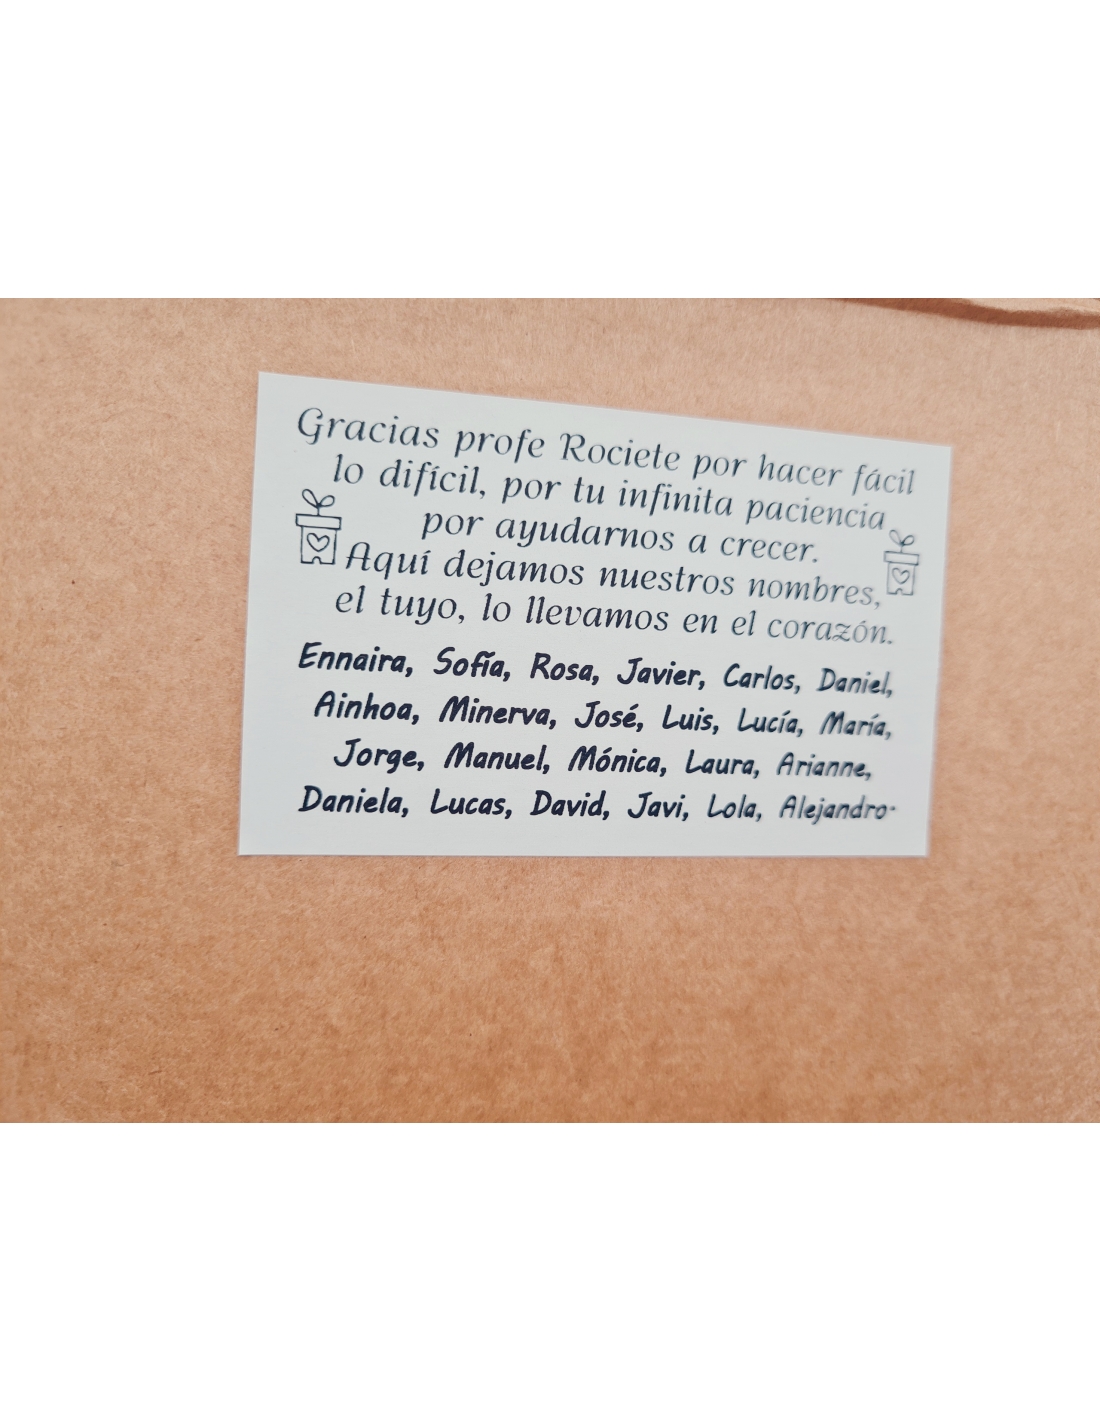 Gracias profe Rociete por hacer fácil
lo difícil, por tu infinita paciencia
por ayudarnos a crecer.
Aquí dejamos nuestros nombres,
el tuyo, lo llevamos en el corazón.
Ennaira, Sofía, Rosa, Javier, Carlos, Daniel,
Ainhoa, Minerva, José, Luis, Lucía, María,
Jorge, Manuel, Mónica, Laura, Arianne,
Daniela, Lucas, David, Javi, Lola, Alejandro·